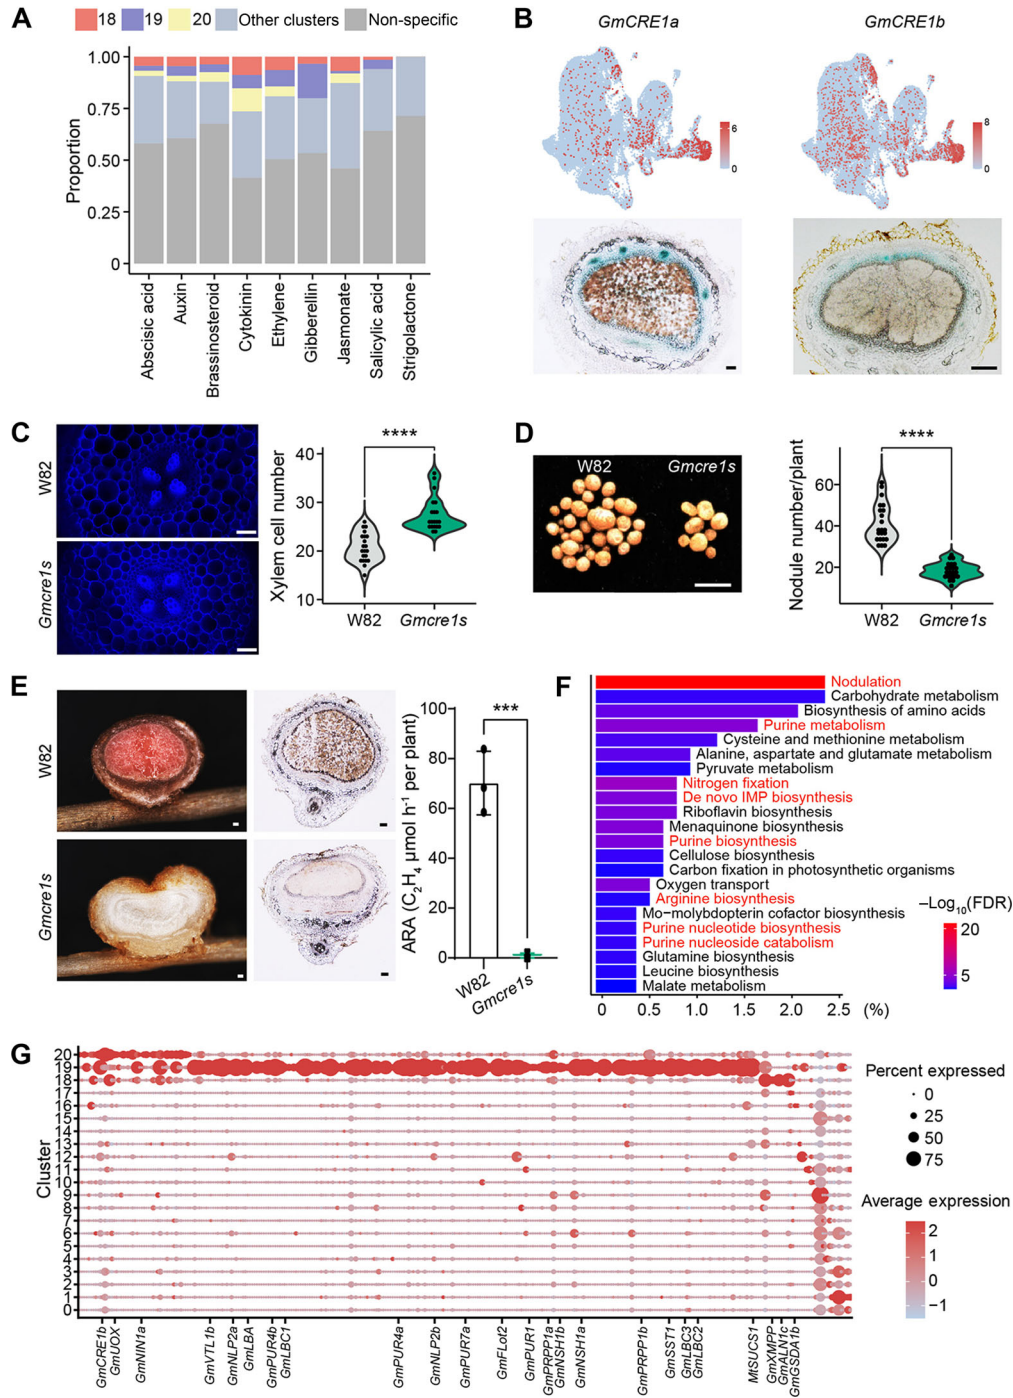 A
18 19 20 Other clusters Non-specific
1.00
0.75
0.50
0.25
0
Proportion
Abscisic acid
Auxin
Brassinosteroid
Cytokinin
Ethylene
Gibberellin
Jasmonate
Salicylic acid
Strigolactone
B
GmCRE1a
GmCRE1b
6
0
8
0
C
W82
Gmcre1s
Xylem cell number
40
30
20
10
****
W82
Gmcre1s
D
W82
Gmcre1s
Nodule number/plant
60
40
20
****
W82
Gmcre1s
E
W82
Gmcre1s
ARA (C2H4 µmol h⁻¹ per plant)
100
80
60
40
20
0
***
W82
Gmcre1s
F
Nodulation
Carbohydrate metabolism
Biosynthesis of amino acids
Purine metabolism
Cysteine and methionine metabolism
Alanine, aspartate and glutamate metabolism
Pyruvate metabolism
Nitrogen fixation
De novo IMP biosynthesis
Riboflavin biosynthesis
Menaquinone biosynthesis
Purine biosynthesis
Cellulose biosynthesis
Carbon fixation in photosynthetic organisms
Oxygen transport
Arginine biosynthesis
Mo-molybdopterin cofactor biosynthesis
Purine nucleotide biosynthesis
Purine nucleoside catabolism
Glutamine biosynthesis
Leucine biosynthesis
Malate metabolism
0 0.5 1.0 1.5 2.0 2.5 (%)
–Log10(FDR)
20
5
G
Cluster
20
19
18
17
16
15
14
13
12
11
10
9
8
7
6
5
4
3
2
1
0
GmCRE1b
GmUOX
GmNIN1a
GmVTL1b
GmNLP2a
GmLBA
GmPUR4b
GmLBC1
GmPUR4a
GmNLP2b
GmPUR7a
GmFLot2
GmPUR1
GmPRPP1a
GmNSH1b
GmNSH1a
GmPRPP1b
GmSST1
GmLBC3
GmLBC2
MtSUCS1
GmXMPP
GmALN1c
GmGSDA1b
Percent expressed
0
25
50
75
Average expression
2
1
0
−1